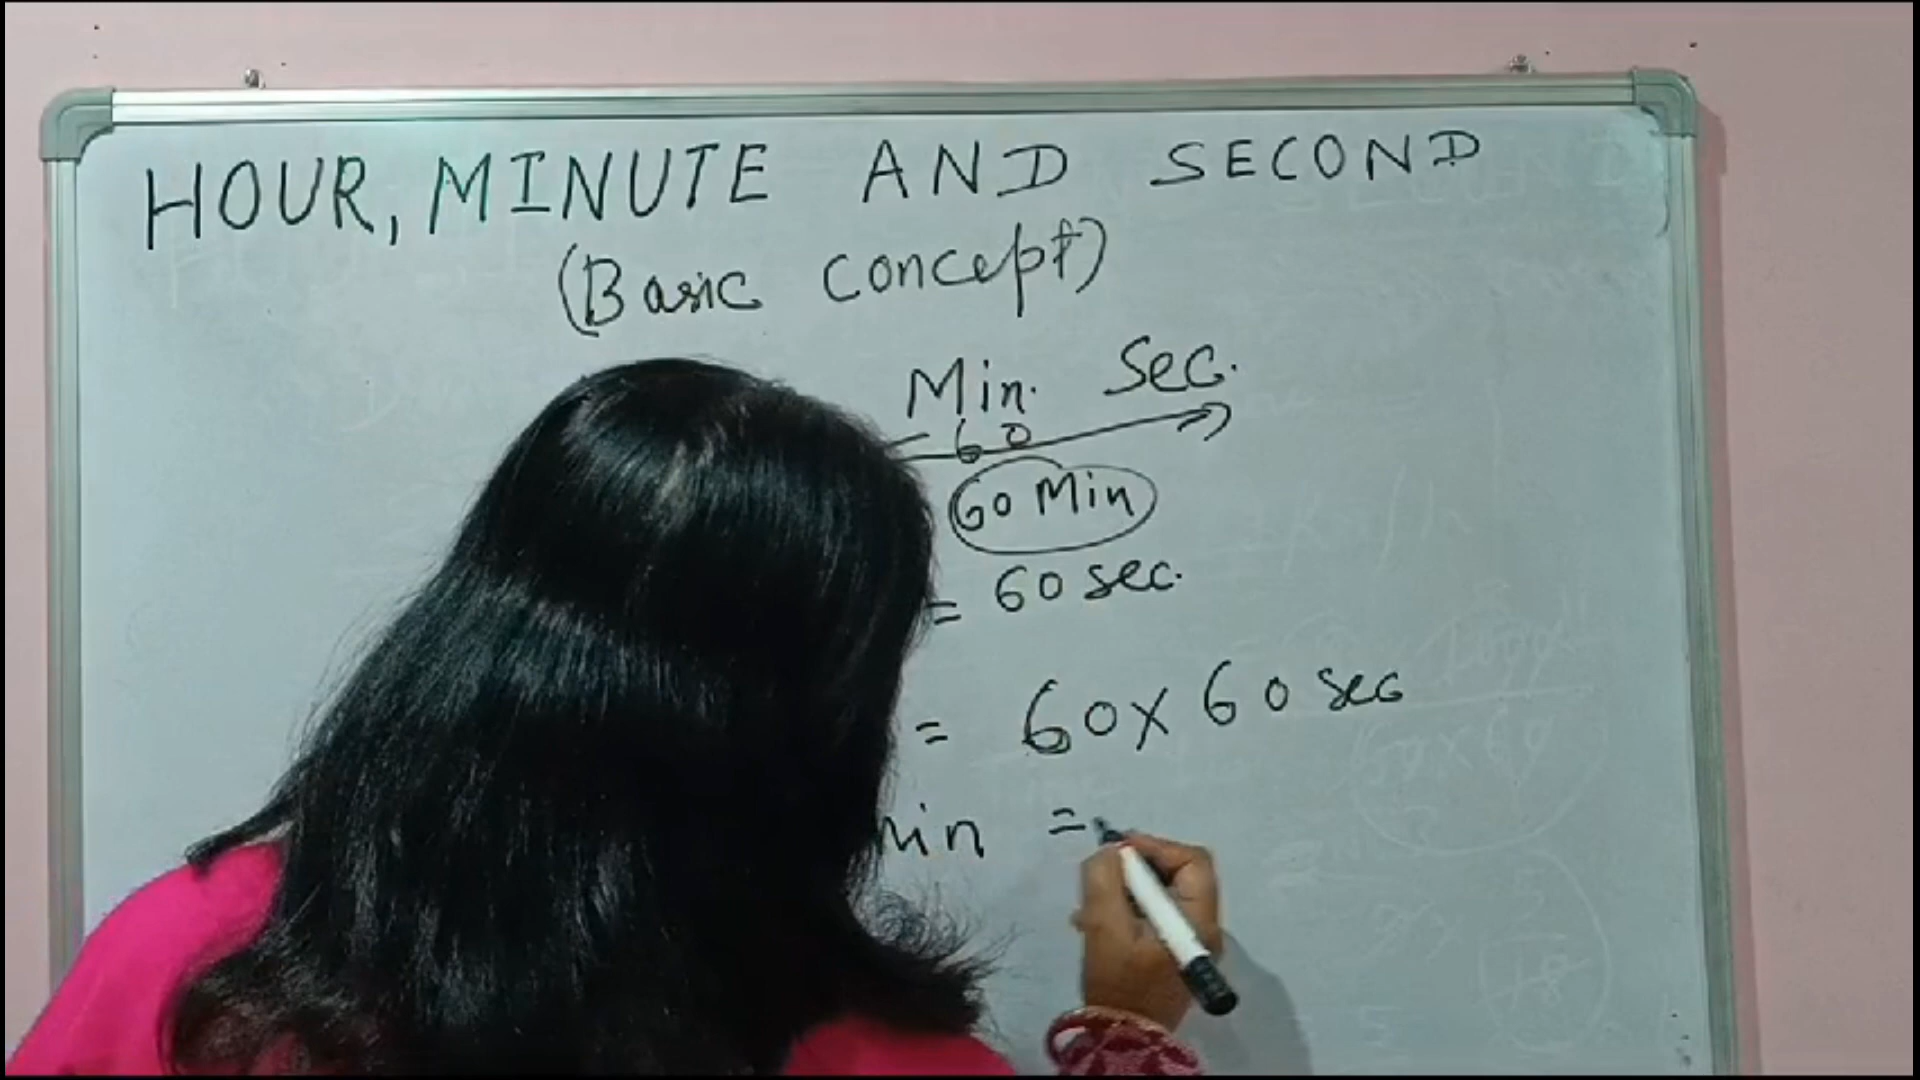 HOUR, MINUTE AND SECOND
(Basic concept)
Min. Sec.
60
60 Min
= 60 sec.
= 60 x 60 sec
min =